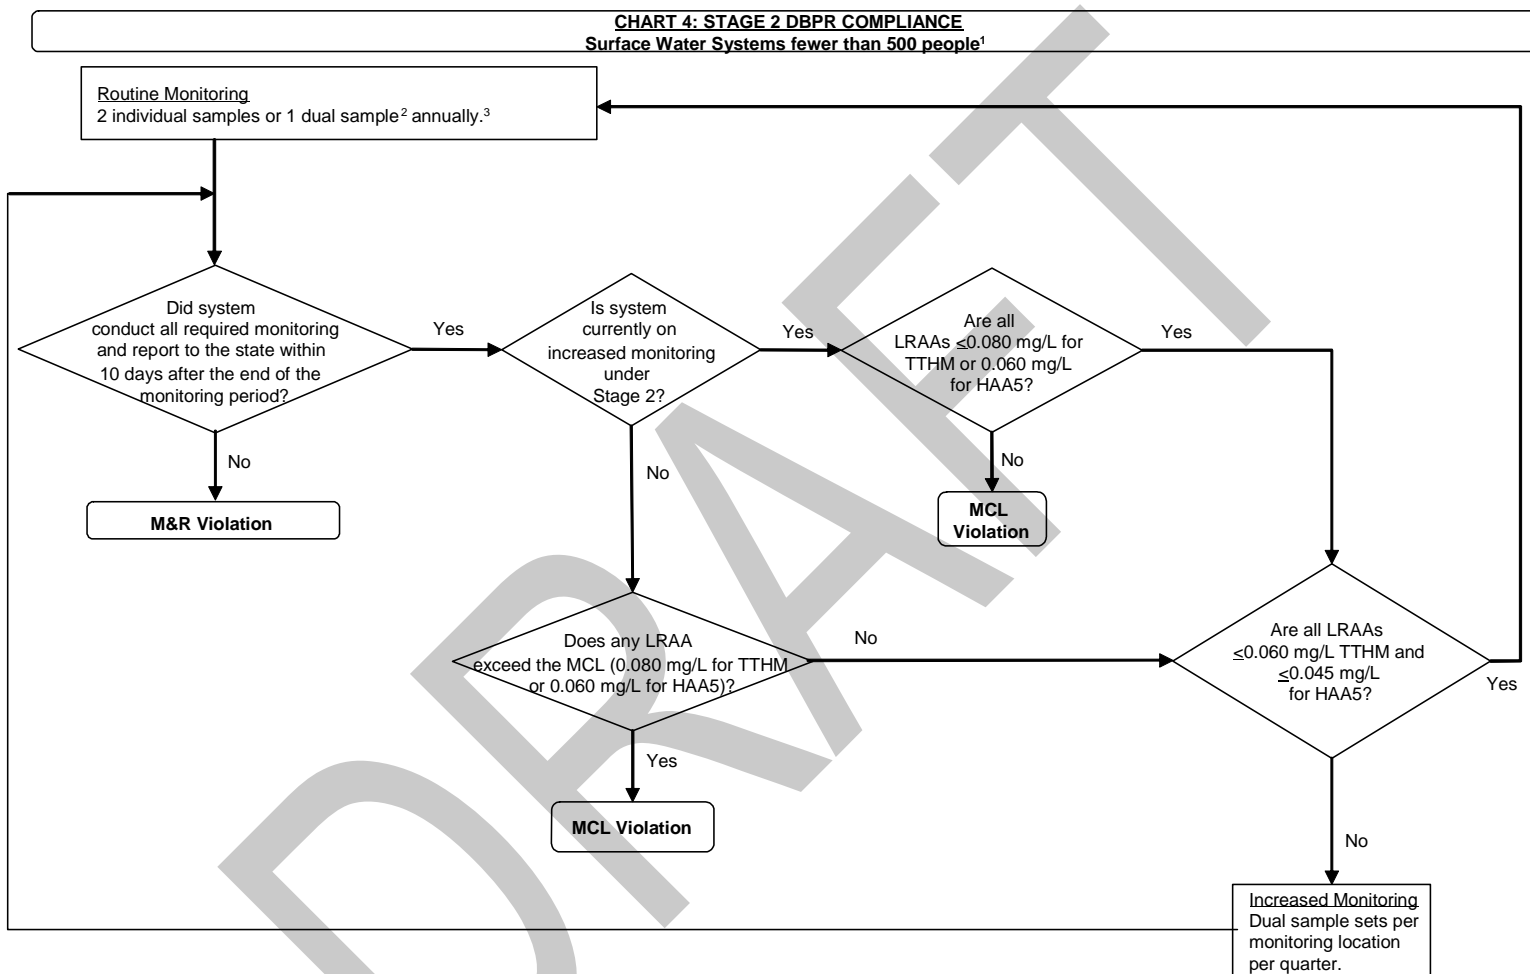 CHART 4: STAGE 2 DBPR COMPLIANCE
Surface Water Systems fewer than 500 people¹
Routine Monitoring
2 individual samples or 1 dual sample² annually.³
Did system
conduct all required monitoring
and report to the state within
10 days after the end of the
monitoring period?
Yes
No
M&R Violation
Is system
currently on
increased monitoring
under
Stage 2?
Yes
No
Are all
LRAAs ≤0.080 mg/L for
TTHM or 0.060 mg/L
for HAA5?
Yes
No
MCL
Violation
Does any LRAA
exceed the MCL (0.080 mg/L for TTHM
or 0.060 mg/L for HAA5)?
No
Yes
MCL Violation
Are all LRAAs
≤0.060 mg/L TTHM and
≤0.045 mg/L
for HAA5?
Yes
No
Increased Monitoring
Dual sample sets per
monitoring location
per quarter.
DRAFT